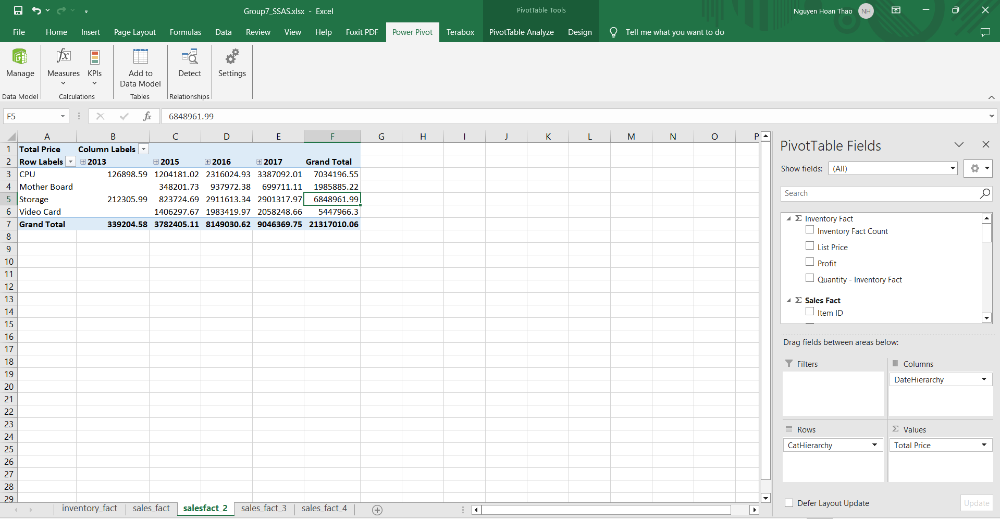 Group7_SSAS.xlsx - Excel
PivotTable Tools
Nguyen Hoan Thao NH
File Home Insert Page Layout Formulas Data Review View Help Foxit PDF Power Pivot Terabox PivotTable Analyze Design Tell me what you want to do
Manage Measures KPIs Add to Data Model Detect Settings
Data Model Calculations Tables Relationships
F5 fx 6848961.99
A B C D E F G H I J K L M N O P
1 Total Price Column Labels
2 Row Labels 2013 2015 2016 2017 Grand Total
3 CPU 126898.59 1204181.02 2316024.93 3387092.01 7034196.55
4 Mother Board 348201.73 937972.38 699711.11 1985885.22
5 Storage 212305.99 823724.69 2911613.34 2901317.97 6848961.99
6 Video Card 1406297.67 1983419.97 2058248.66 5447966.3
7 Grand Total 339204.58 3782405.11 8149030.62 9046369.75 21317010.06
8
9
10
11
12
13
14
15
16
17
18
19
20
21
22
23
24
25
26
27
28
29
inventory_fact sales_fact salesfact_2 sales_fact_3 sales_fact_4
PivotTable Fields
Show fields: (All)
Search
Σ Inventory Fact
Inventory Fact Count
List Price
Profit
Quantity - Inventory Fact
Σ Sales Fact
Item ID
Drag fields between areas below:
Filters
Columns
DateHierarchy
Rows
CatHierarchy
Σ Values
Total Price
Defer Layout Update Update